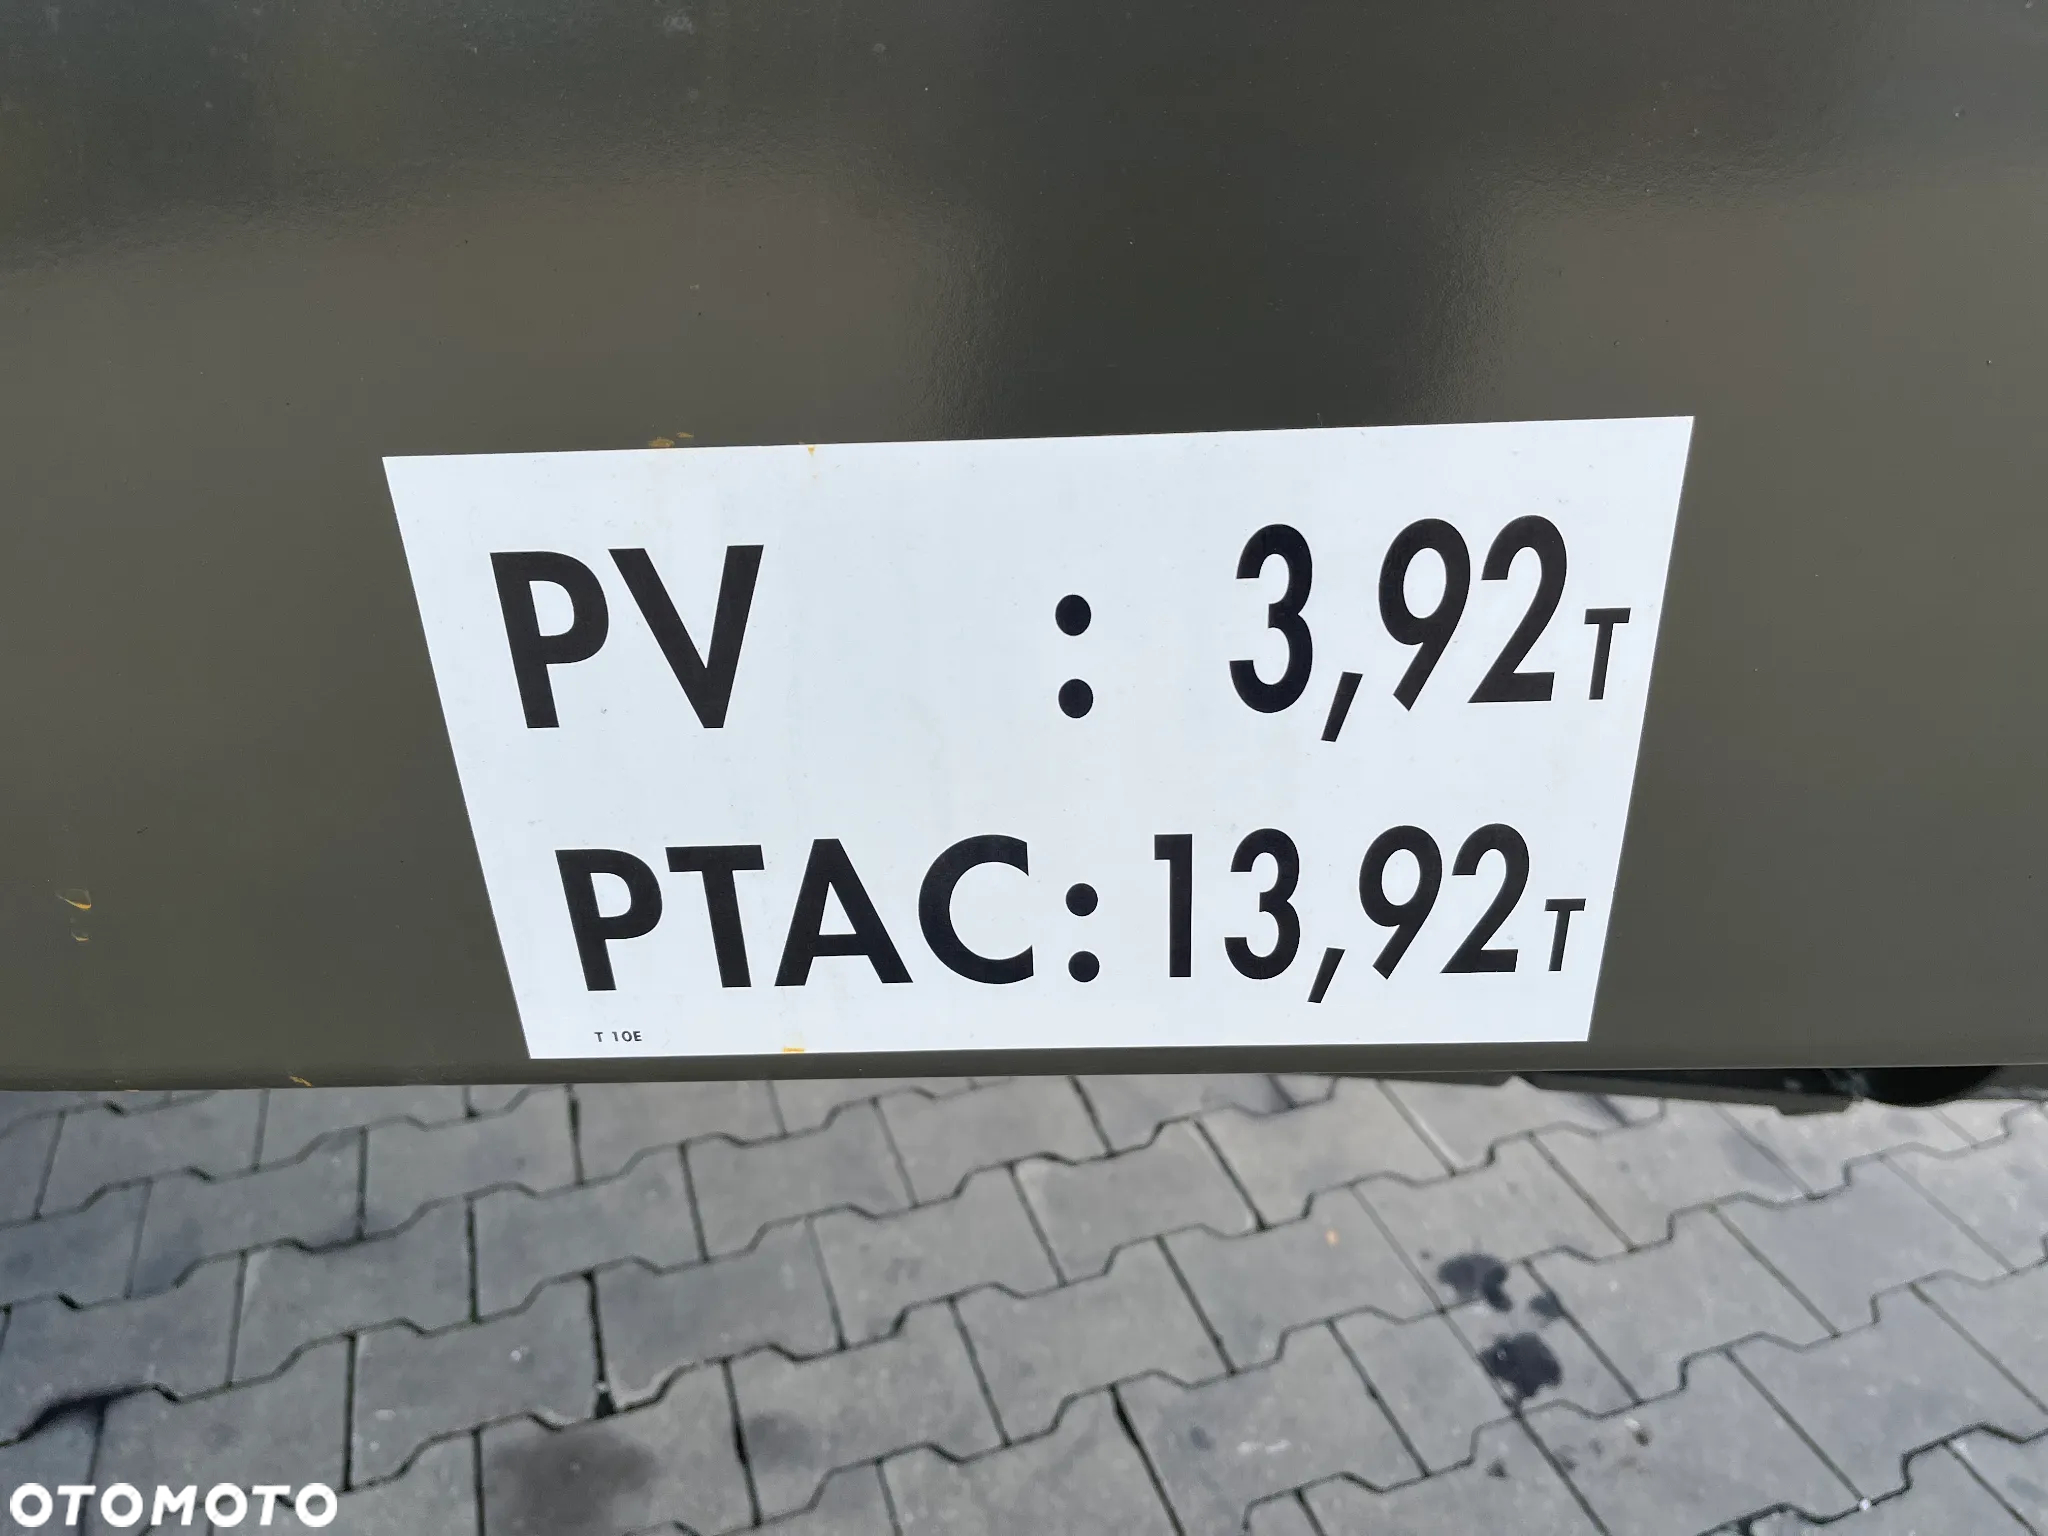 PV : 3,92T
PTAC : 13,92T
T 10E
OTOMOTO